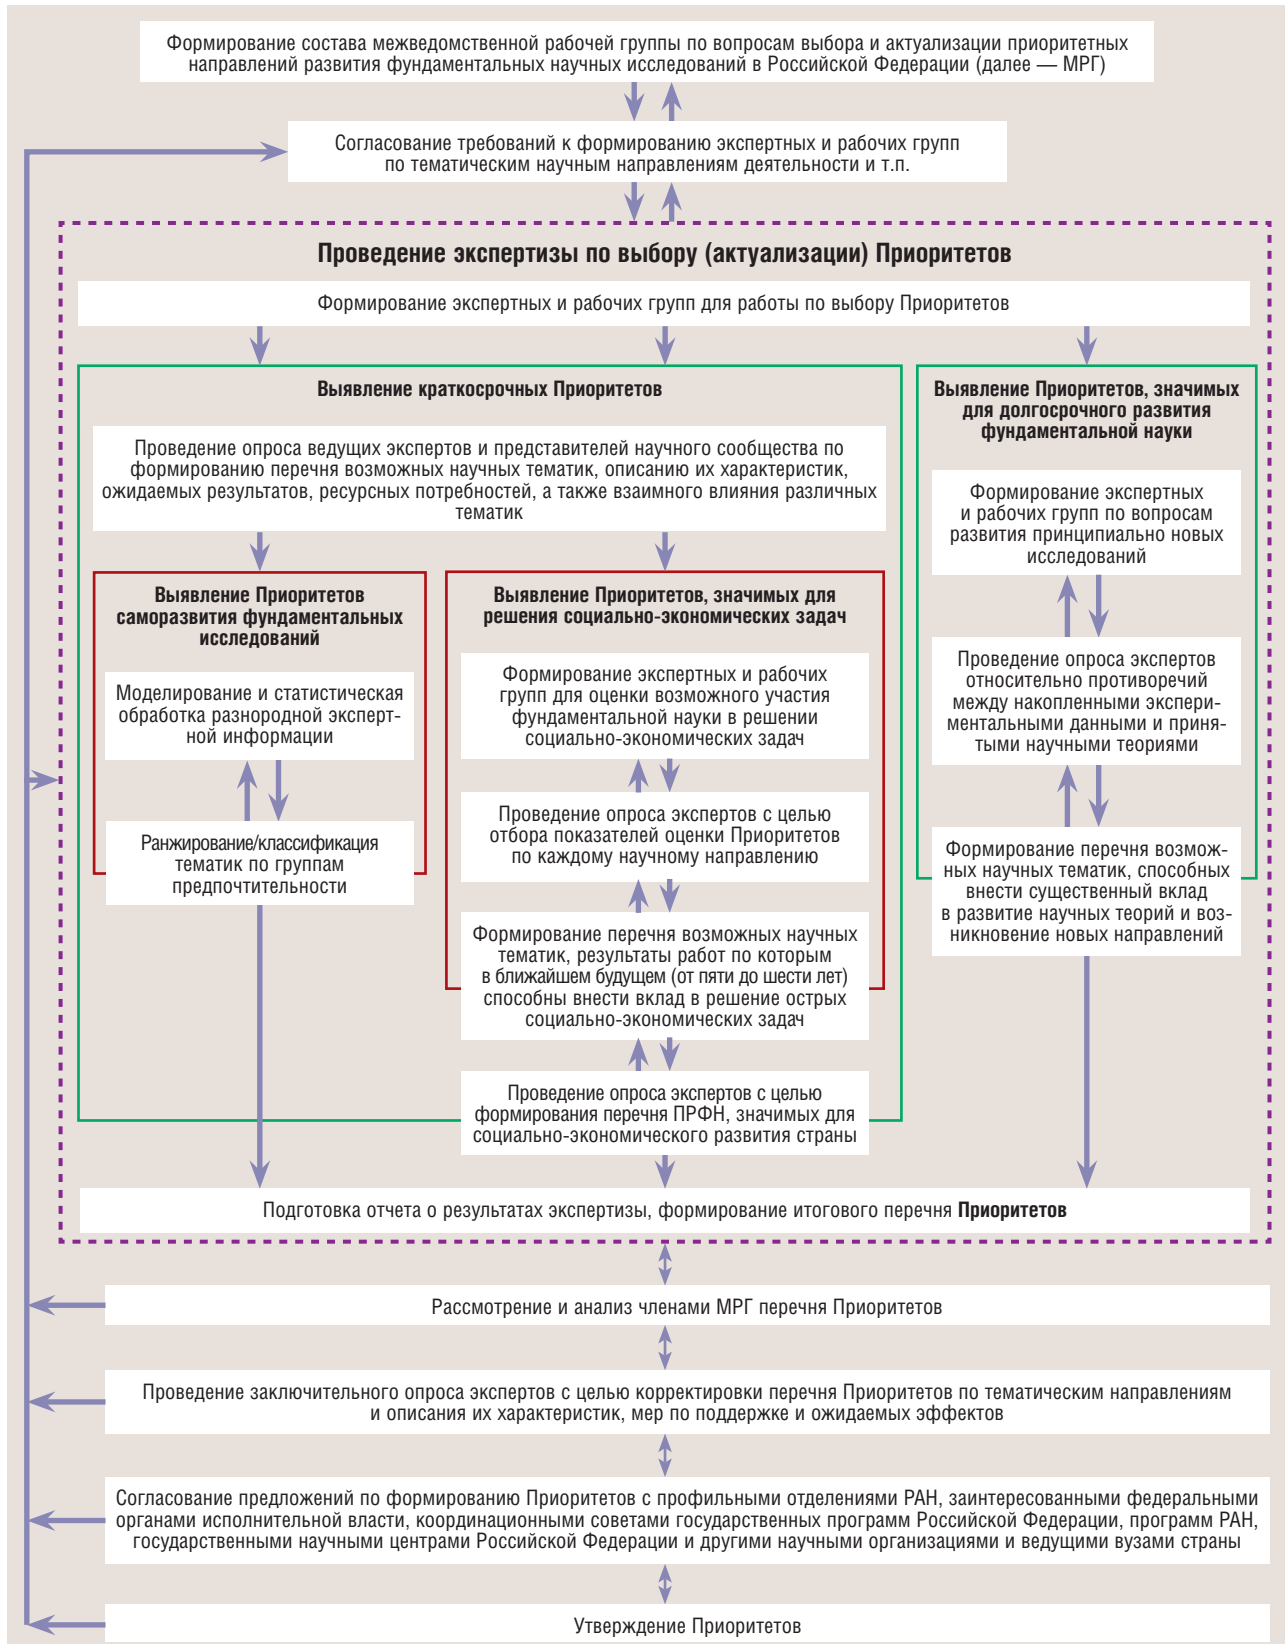 Формирование состава межведомственной рабочей группы по вопросам выбора и актуализации приоритетных
направлений развития фундаментальных научных исследований в Российской Федерации (далее — МРГ)
Согласование требований к формированию экспертных и рабочих групп
по тематическим научным направлениям деятельности и т.п.
Проведение экспертизы по выбору (актуализации) Приоритетов
Формирование экспертных и рабочих групп для работы по выбору Приоритетов
Выявление краткосрочных Приоритетов
Проведение опроса ведущих экспертов и представителей научного сообщества по
формированию перечня возможных научных тематик, описанию их характеристик,
ожидаемых результатов, ресурсных потребностей, а также взаимного влияния различных
тематик
Выявление Приоритетов
саморазвития фундаментальных
исследований
Моделирование и статистическая
обработка разнородной эксперт-
ной информации
Ранжирование/классификация
тематик по группам
предпочтительности
Выявление Приоритетов, значимых для
решения социально-экономических задач
Формирование экспертных и рабочих
групп для оценки возможного участия
фундаментальной науки в решении
социально-экономических задач
Проведение опроса экспертов с целью
отбора показателей оценки Приоритетов
по каждому научному направлению
Формирование перечня возможных научных
тематик, результаты работ по которым
в ближайшем будущем (от пяти до шести лет)
способны внести вклад в решение острых
социально-экономических задач
Проведение опроса экспертов с целью
формирования перечня ПРФН, значимых для
социально-экономического развития страны
Выявление Приоритетов, значимых
для долгосрочного развития
фундаментальной науки
Формирование экспертных
и рабочих групп по вопросам
развития принципиально новых
исследований
Проведение опроса экспертов
относительно противоречий
между накопленными экспери-
ментальными данными и приня-
тыми научными теориями
Формирование перечня возмож-
ных научных тематик, способных
внести существенный вклад
в развитие научных теорий и воз-
никновение новых направлений
Подготовка отчета о результатах экспертизы, формирование итогового перечня Приоритетов
Рассмотрение и анализ членами МРГ перечня Приоритетов
Проведение заключительного опроса экспертов с целью корректировки перечня Приоритетов по тематическим направлениям
и описания их характеристик, мер по поддержке и ожидаемых эффектов
Согласование предложений по формированию Приоритетов с профильными отделениями РАН, заинтересованными федеральными
органами исполнительной власти, координационными советами государственных программ Российской Федерации, программ РАН,
государственными научными центрами Российской Федерации и другими научными организациями и ведущими вузами страны
Утверждение Приоритетов